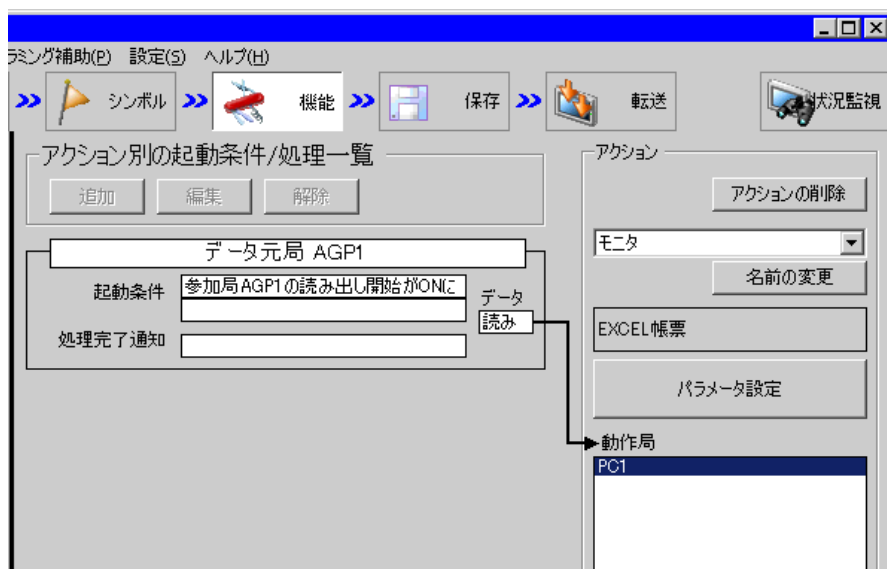 ラミング補助(P) 設定(S) ヘルプ(H)
シンボル 機能 保存 転送 状況監視
アクション別の起動条件/処理一覧
追加 編集 解除
データ元局 AGP1
起動条件 参加局AGP1の読み出し開始がONに
データ
読み
処理完了通知
アクション
アクションの削除
モニタ
名前の変更
EXCEL帳票
パラメータ設定
動作局
PC1